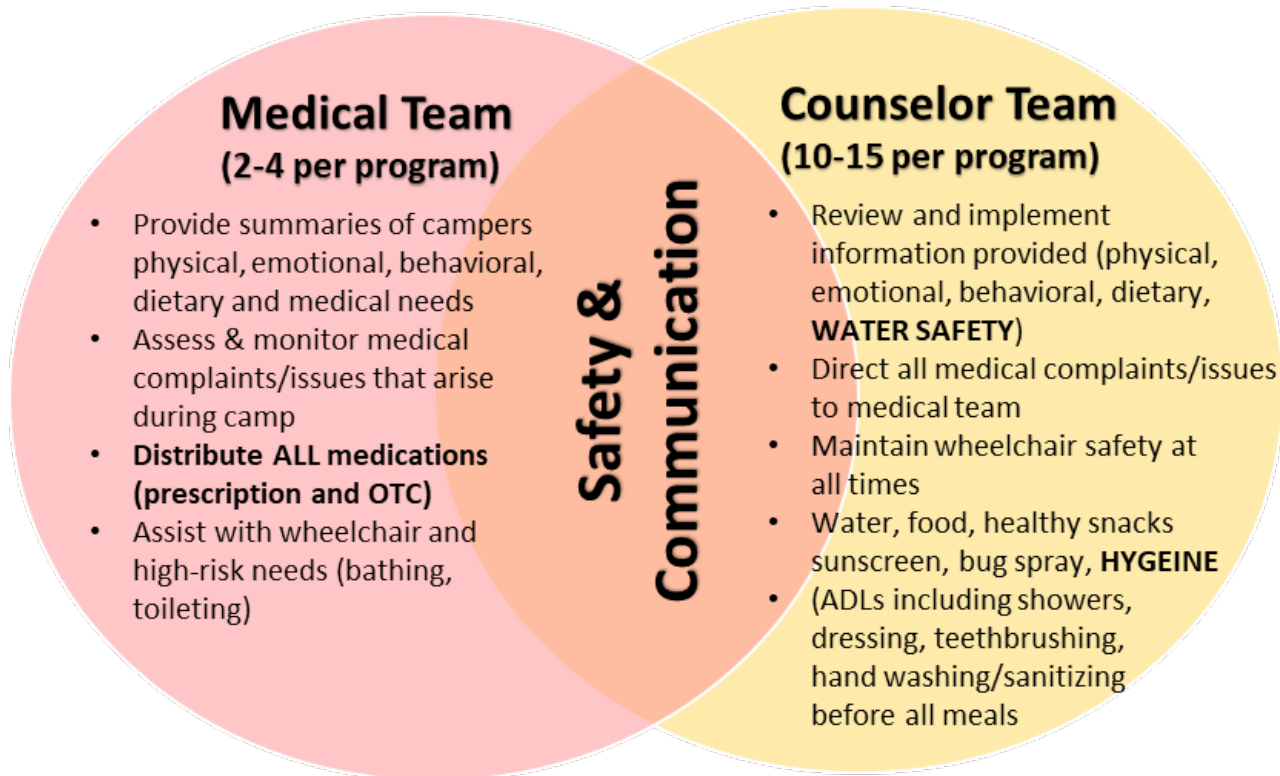 Medical Team
(2-4 per program)
• Provide summaries of campers
physical, emotional, behavioral,
dietary and medical needs
• Assess & monitor medical
complaints/issues that arise
during camp
• Distribute ALL medications
(prescription and OTC)
• Assist with wheelchair and
high-risk needs (bathing,
toileting)
Safety &
Communication
Counselor Team
(10-15 per program)
• Review and implement
information provided (physical,
emotional, behavioral, dietary,
WATER SAFETY)
• Direct all medical complaints/issues
to medical team
• Maintain wheelchair safety at
all times
• Water, food, healthy snacks
sunscreen, bug spray, HYGEINE
• (ADLs including showers,
dressing, teethbrushing,
hand washing/sanitizing
before all meals